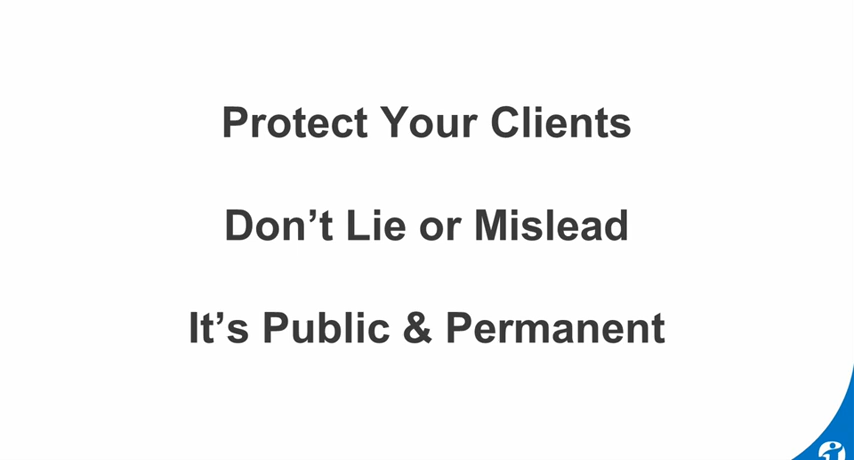 Protect Your Clients
Don’t Lie or Mislead
It’s Public & Permanent